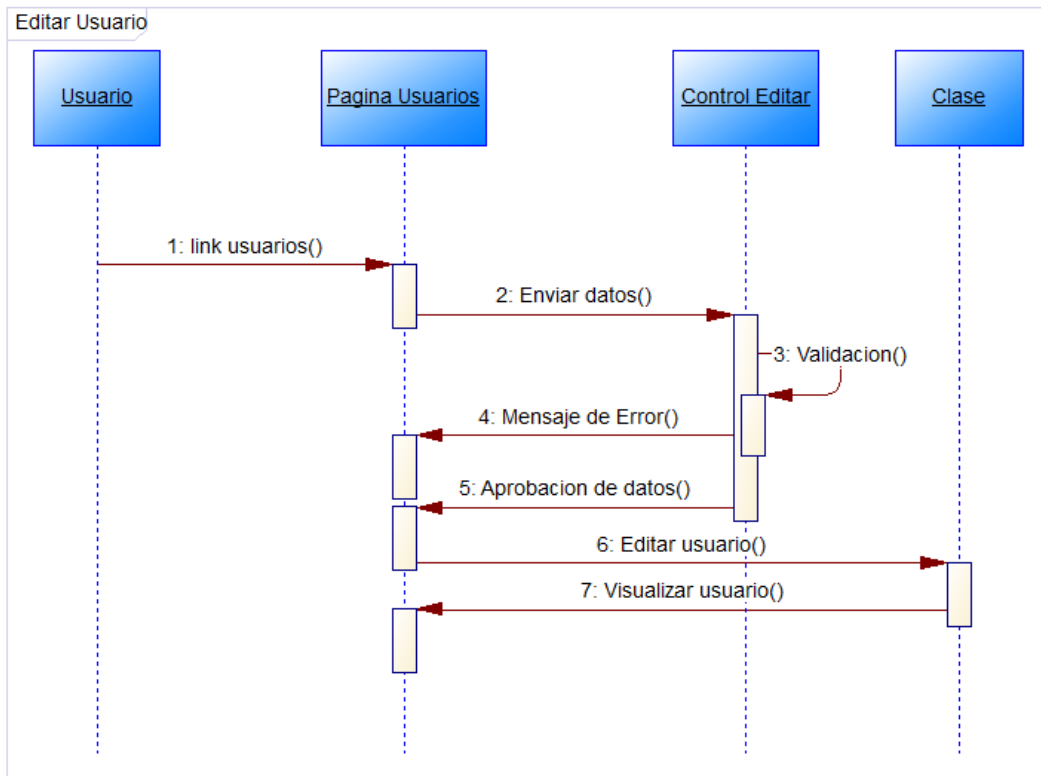 Editar Usuario
Usuario
Pagina Usuarios
Control Editar
Clase
1: link usuarios()
2: Enviar datos()
3: Validacion()
4: Mensaje de Error()
5: Aprobacion de datos()
6: Editar usuario()
7: Visualizar usuario()